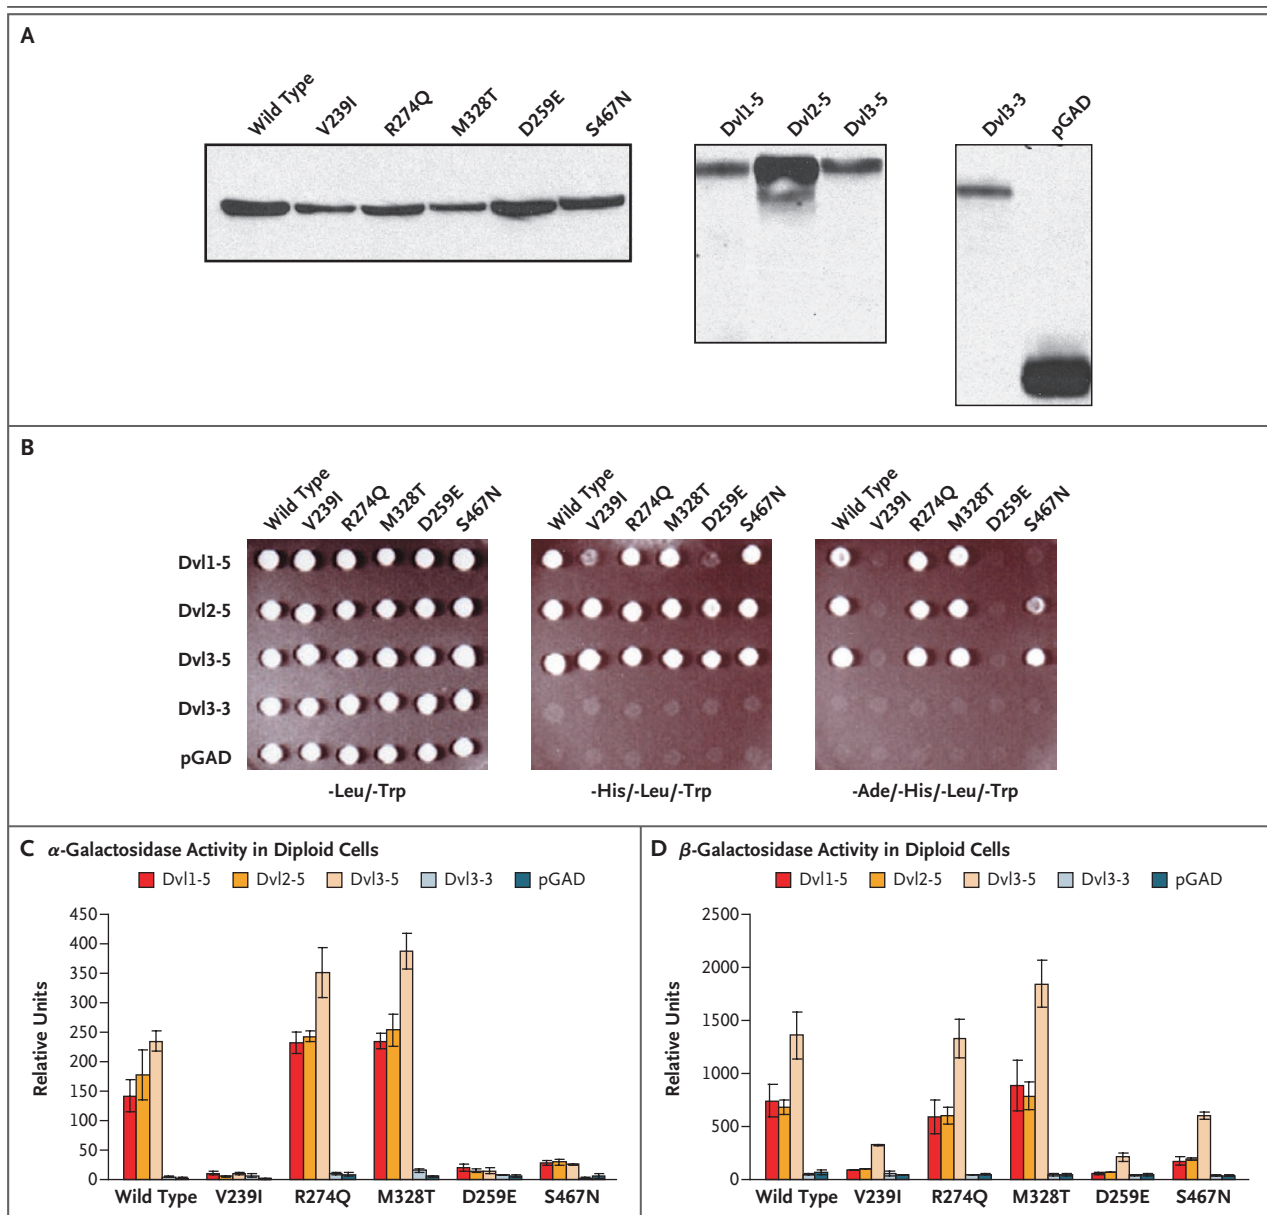 A
Wild Type V239I R274Q M328T D259E S467N
Dvl1-5 Dvl2-5 Dvl3-5
Dvl3-3 pGAD
B
Wild Type V239I R274Q M328T D259E S467N
Wild Type V239I R274Q M328T D259E S467N
Wild Type V239I R274Q M328T D259E S467N
Dvl1-5
Dvl2-5
Dvl3-5
Dvl3-3
pGAD
-Leu/-Trp
-His/-Leu/-Trp
-Ade/-His/-Leu/-Trp
C α-Galactosidase Activity in Diploid Cells
Dvl1-5 Dvl2-5 Dvl3-5 Dvl3-3 pGAD
Relative Units
450
400
350
300
250
200
150
100
50
0
Wild Type V239I R274Q M328T D259E S467N
D β-Galactosidase Activity in Diploid Cells
Dvl1-5 Dvl2-5 Dvl3-5 Dvl3-3 pGAD
Relative Units
2500
2000
1500
1000
500
0
Wild Type V239I R274Q M328T D259E S467N